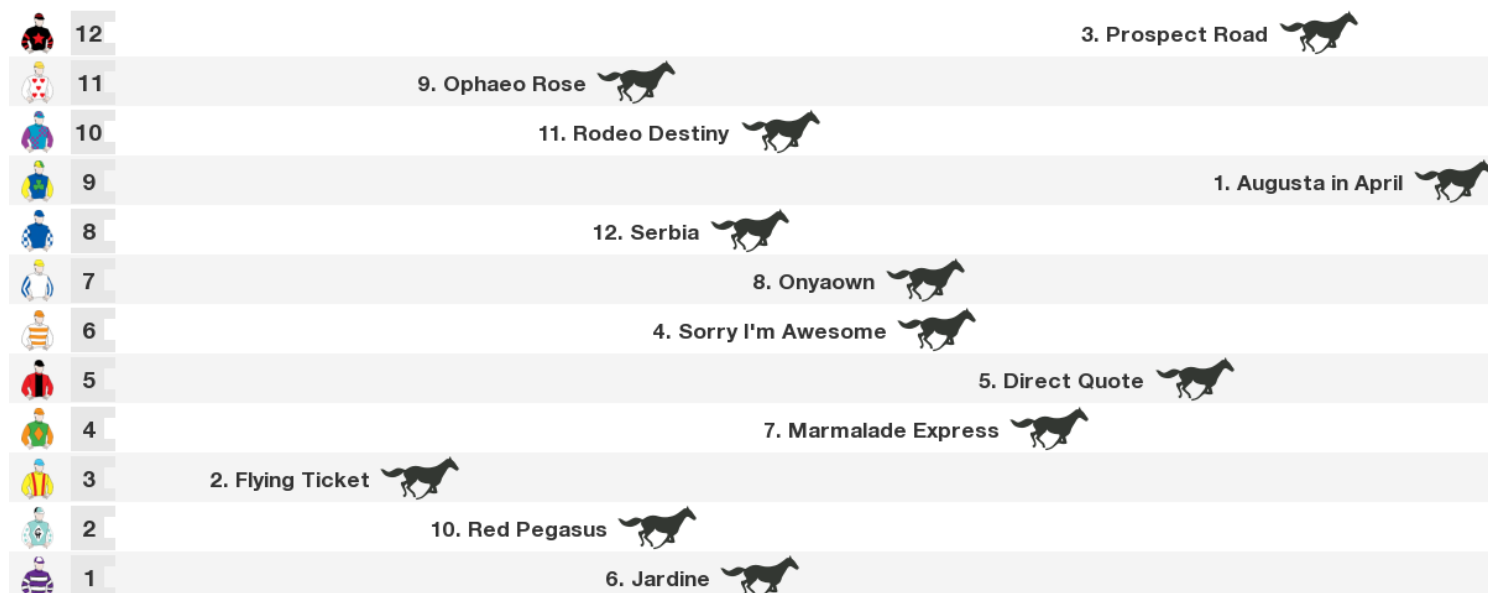 12 3. Prospect Road
11 9. Ophaeo Rose
10 11. Rodeo Destiny
9 1. Augusta in April
8 12. Serbia
7 8. Onyaown
6 4. Sorry I'm Awesome
5 5. Direct Quote
4 7. Marmalade Express
3 2. Flying Ticket
2 10. Red Pegasus
1 6. Jardine